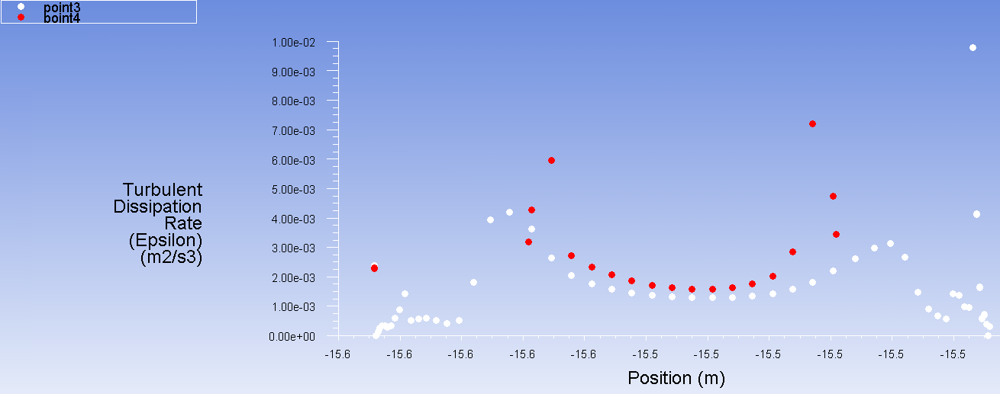 point3
boint4
1.00e-02
9.00e-03
8.00e-03
7.00e-03
6.00e-03
5.00e-03
4.00e-03
3.00e-03
2.00e-03
1.00e-03
0.00e+00
Turbulent
Dissipation
Rate
(Epsilon)
(m2/s3)
-15.6 -15.6 -15.6 -15.6 -15.6 -15.5 -15.5 -15.5 -15.5 -15.5 -15.5
Position (m)